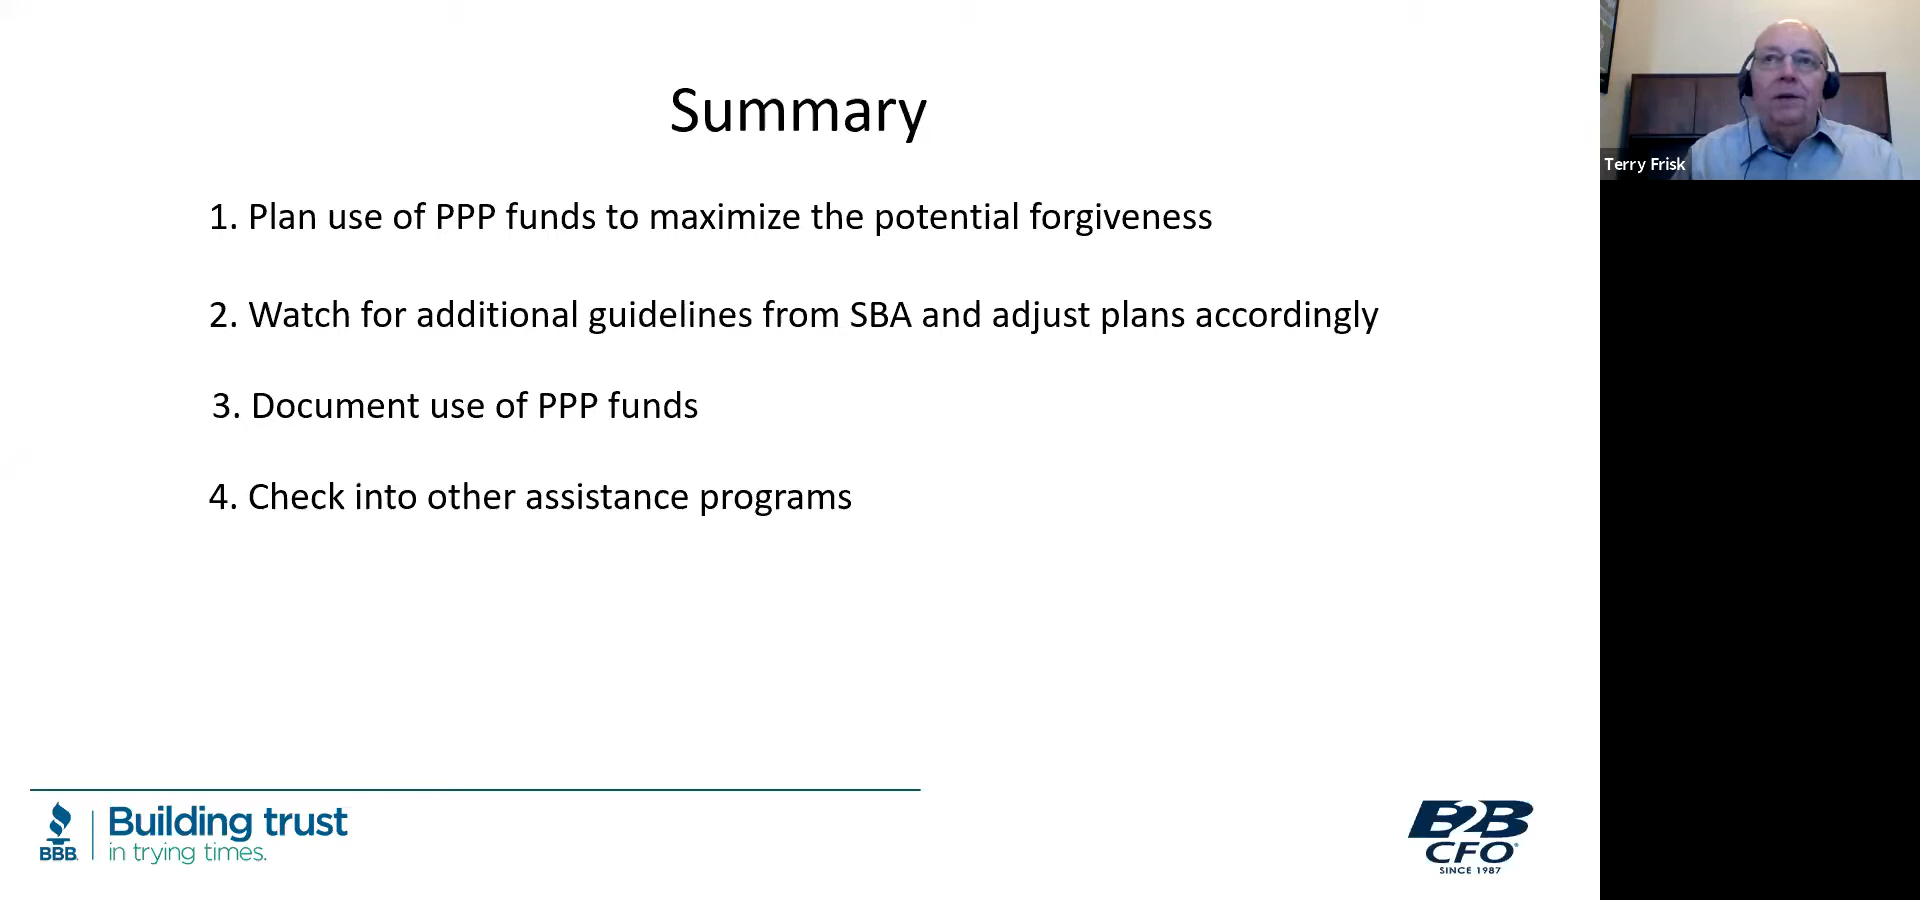 Summary
1. Plan use of PPP funds to maximize the potential forgiveness
2. Watch for additional guidelines from SBA and adjust plans accordingly
3. Document use of PPP funds
4. Check into other assistance programs
Terry Frisk
BBB
Building trust
in trying times.
B2B
CFO®
SINCE 1987